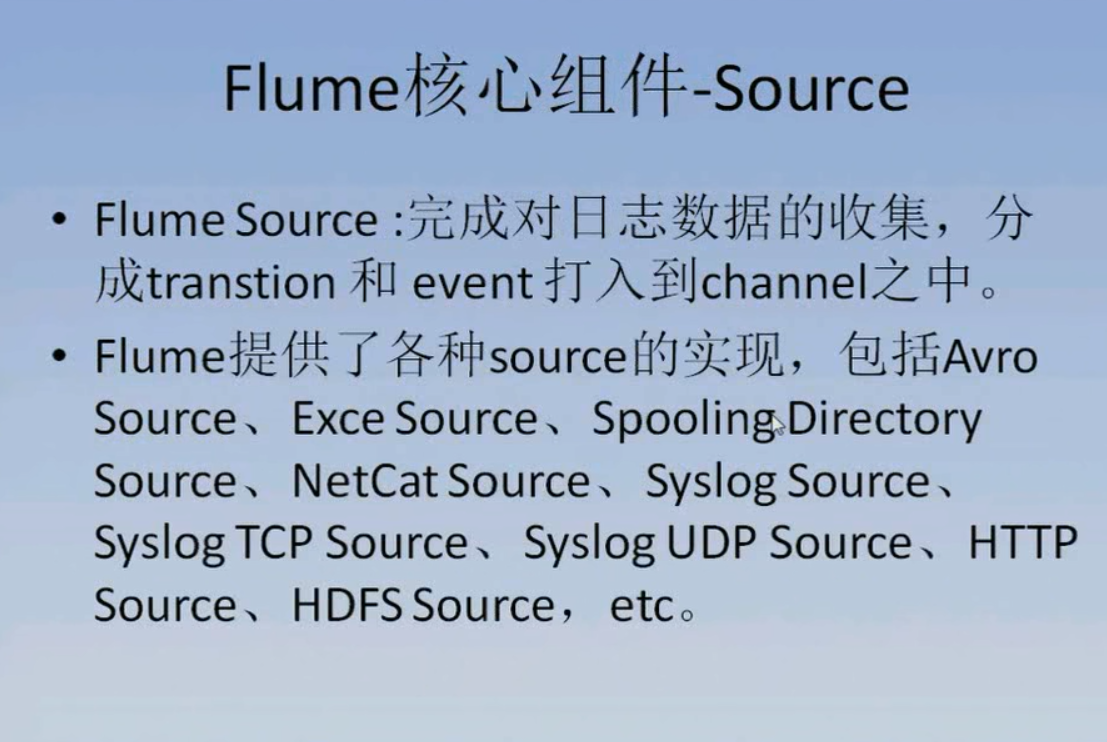 Flume核心组件-Source
• Flume Source :完成对日志数据的收集，分
成transtion 和 event 打入到channel之中。
• Flume提供了各种source的实现，包括Avro
Source、Exce Source、Spooling Directory
Source、NetCat Source、Syslog Source、
Syslog TCP Source、Syslog UDP Source、HTTP
Source、HDFS Source，etc。